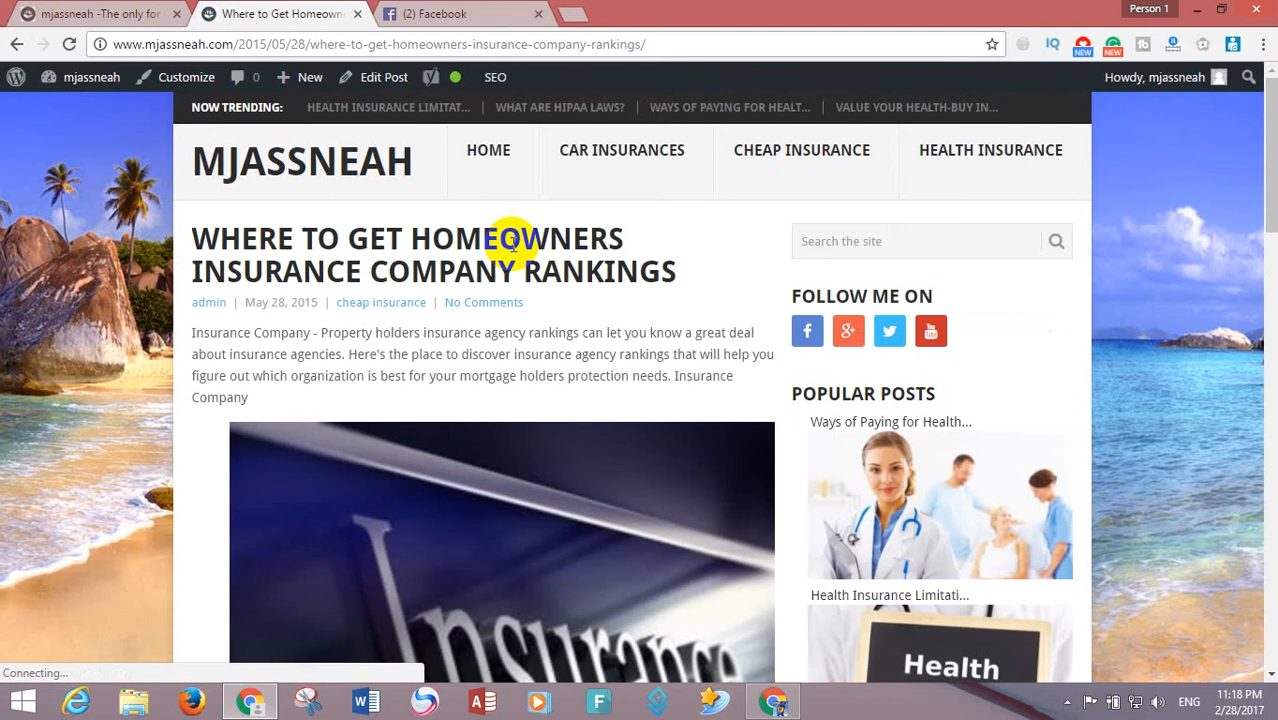 mjassneah -The only for
Where to Get Homeown
(2) Facebook
Person 1
www.mjassneah.com/2015/05/28/where-to-get-homeowners-insurance-company-rankings/
IQ
NEW
NEW
mjassneah
Customize
0
New
Edit Post
SEO
Howdy, mjassneah
NOW TRENDING:
HEALTH INSURANCE LIMITAT...
WHAT ARE HIPAA LAWS?
WAYS OF PAYING FOR HEALT...
VALUE YOUR HEALTH-BUY IN...
MJASSNEAH
HOME
CAR INSURANCES
CHEAP INSURANCE
HEALTH INSURANCE
WHERE TO GET HOMEOWNERS
INSURANCE COMPANY RANKINGS
admin | May 28, 2015 | cheap insurance | No Comments
Insurance Company - Property holders insurance agency rankings can let you know a great deal
about insurance agencies. Here's the place to discover insurance agency rankings that will help you
figure out which organization is best for your mortgage holders protection needs. Insurance
Company
Insurance
Search the site
FOLLOW ME ON
POPULAR POSTS
Ways of Paying for Health...
Health Insurance Limitati...
Health
Connecting...
ENG
11:18 PM
2/28/2017